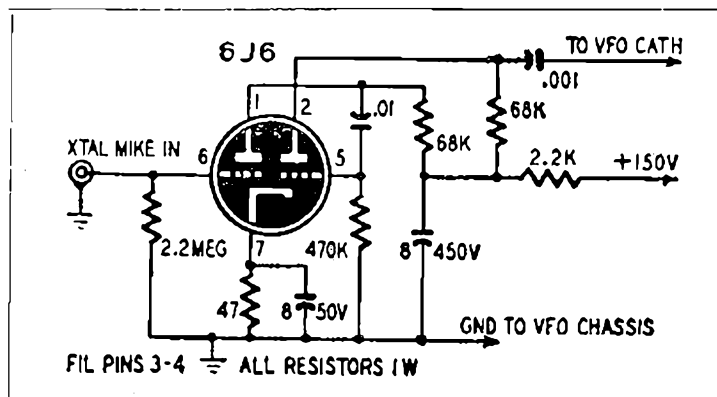 6J6
TO VFO CATH
.001
1 2
.01
68K
68K
XTAL MIKE IN
6
5
2.2K
+150V
2.2MEG
7
470K
8 450V
47
8 50V
GND TO VFO CHASSIS
FIL PINS 3-4
ALL RESISTORS 1W